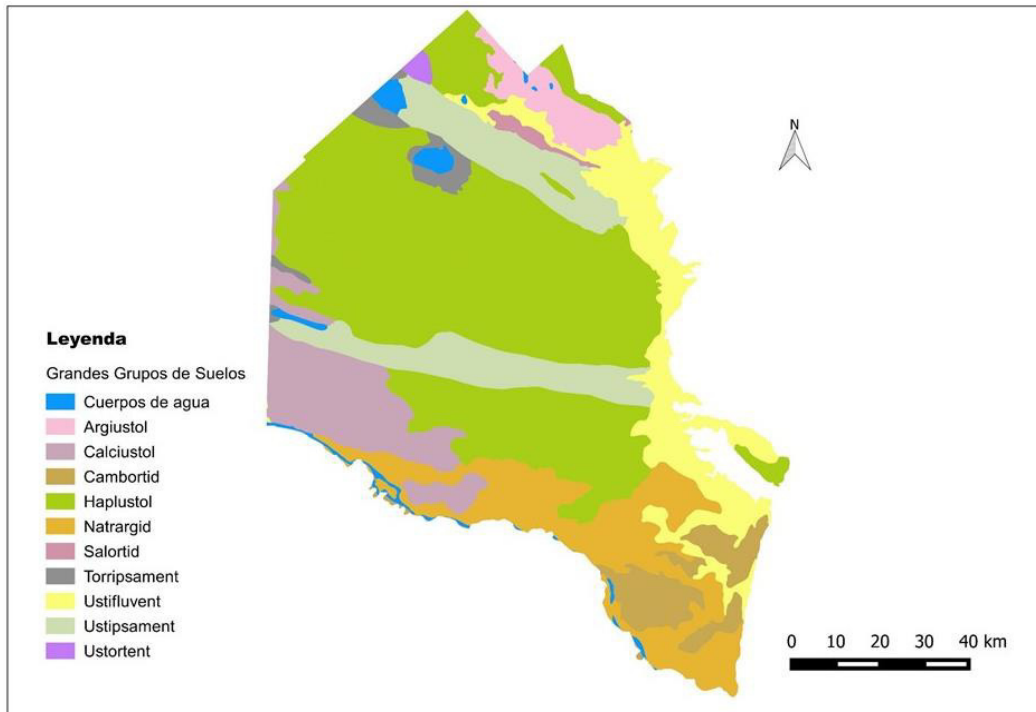 N
Leyenda
Grandes Grupos de Suelos
Cuerpos de agua
Argiustol
Calciustol
Cambortid
Haplustol
Natrargid
Salortid
Torripsament
Ustifluvent
Ustipsament
Ustortent
0 10 20 30 40 km